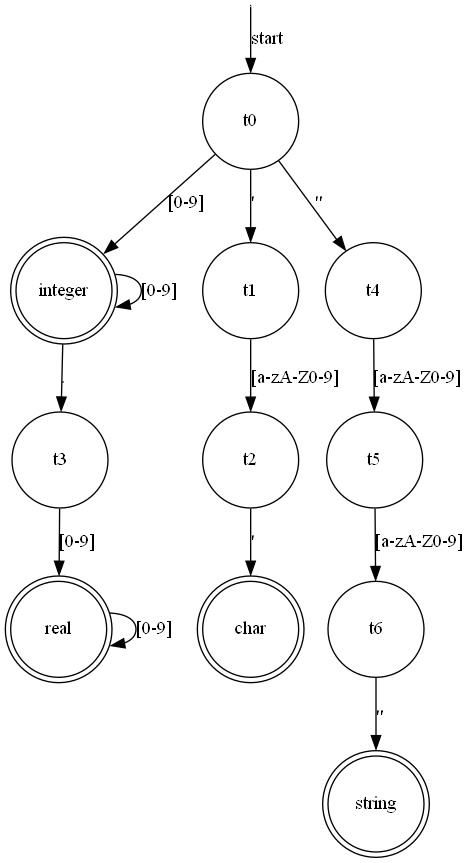 start
t0
[0-9]
'
"
integer
[0-9]
t1
t4
.
[a-zA-Z0-9]
[a-zA-Z0-9]
t3
t2
t5
[0-9]
'
[a-zA-Z0-9]
real
[0-9]
char
t6
"
string